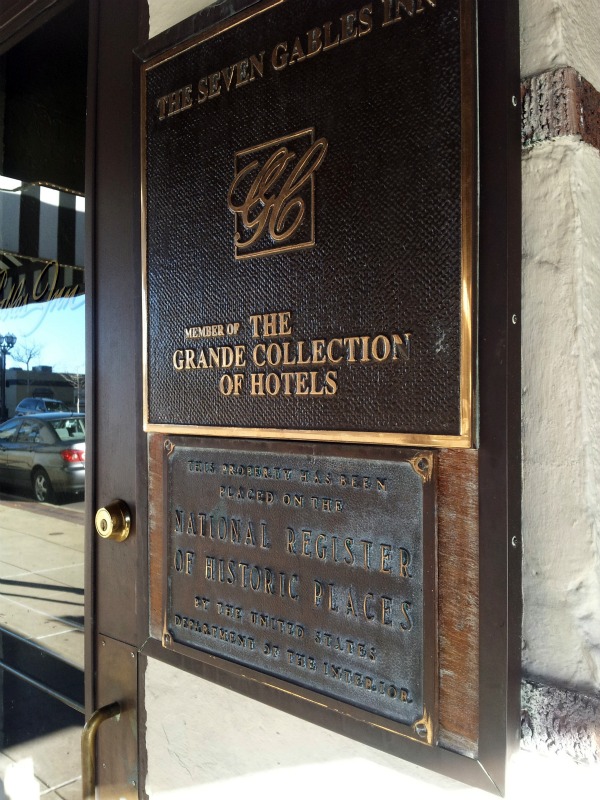 THE SEVEN GABLES INN
GH
MEMBER OF THE
GRANDE COLLECTION
OF HOTELS
THIS PROPERTY HAS BEEN
PLACED ON THE
NATIONAL REGISTER
OF HISTORIC PLACES
BY THE UNITED STATES
DEPARTMENT OF THE INTERIOR